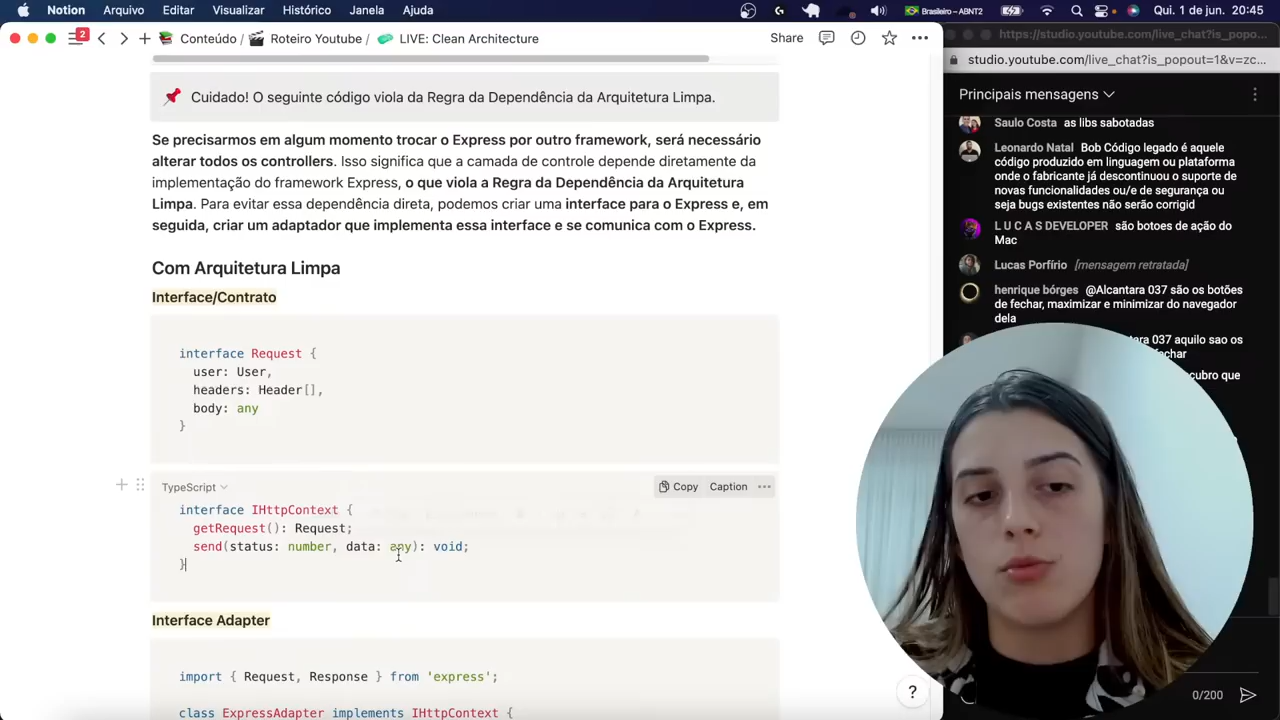 Notion Arquivo Editar Visualizar Histórico Janela Ajuda
Brasileiro – ABNT2 Qui. 1 de jun. 20:45
2 Conteúdo / Roteiro Youtube / LIVE: Clean Architecture Share
Cuidado! O seguinte código viola da Regra da Dependência da Arquitetura Limpa.
Se precisarmos em algum momento trocar o Express por outro framework, será necessário
alterar todos os controllers. Isso significa que a camada de controle depende diretamente da
implementação do framework Express, o que viola a Regra da Dependência da Arquitetura
Limpa. Para evitar essa dependência direta, podemos criar uma interface para o Express e, em
seguida, criar um adaptador que implementa essa interface e se comunica com o Express.
Com Arquitetura Limpa
Interface/Contrato
interface Request {
user: User,
headers: Header[],
body: any
}
TypeScript Copy Caption
interface IHttpContext {
getRequest(): Request;
send(status: number, data: any): void;
}
Interface Adapter
import { Request, Response } from 'express';
class ExpressAdapter implements IHttpContext {
?
https://studio.youtube.com/live_chat?is_popo...
studio.youtube.com/live_chat?is_popout=1&v=zc...
Principais mensagens
Saulo Costa as libs sabotadas
Leonardo Natal Bob Código legado é aquele
código produzido em linguagem ou plataforma
onde o fabricante já descontinuou o suporte de
novas funcionalidades ou/e de segurança ou
seja bugs existentes não serão corrigid
L U C A S DEVELOPER são botoes de ação do
Mac
Lucas Porfírio [mensagem retratada]
henrique bórges @Alcantara 037 são os botões
de fechar, maximizar e minimizar do navegador
dela
037 aquilo sao os
0/200